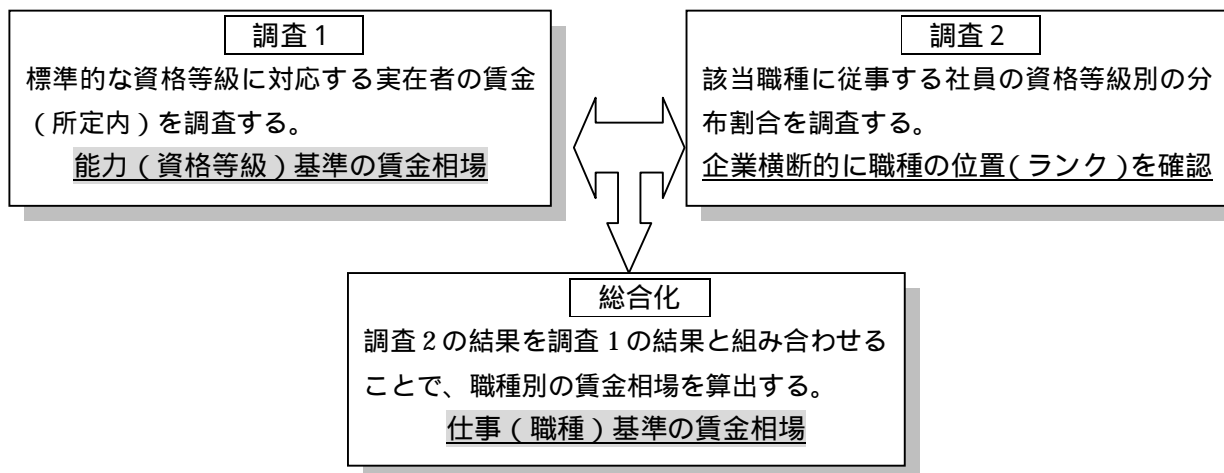 調査1
標準的な資格等級に対応する実在者の賃金
(所定内)を調査する。
能力(資格等級)基準の賃金相場
調査2
該当職種に従事する社員の資格等級別の分
布割合を調査する。
企業横断的に職種の位置(ランク)を確認
総合化
調査2の結果を調査1の結果と組み合わせる
ことで、職種別の賃金相場を算出する。
仕事(職種)基準の賃金相場